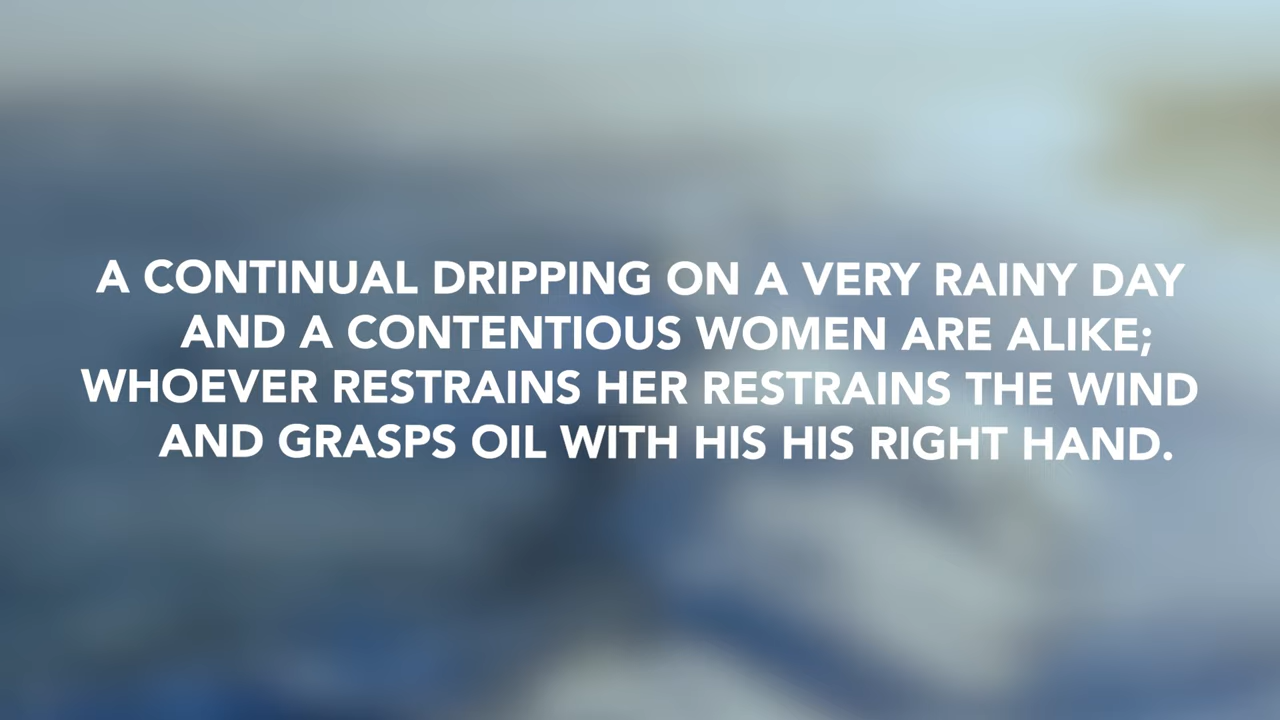 A CONTINUAL DRIPPING ON A VERY RAINY DAY
AND A CONTENTIOUS WOMEN ARE ALIKE;
WHOEVER RESTRAINS HER RESTRAINS THE WIND
AND GRASPS OIL WITH HIS HIS RIGHT HAND.